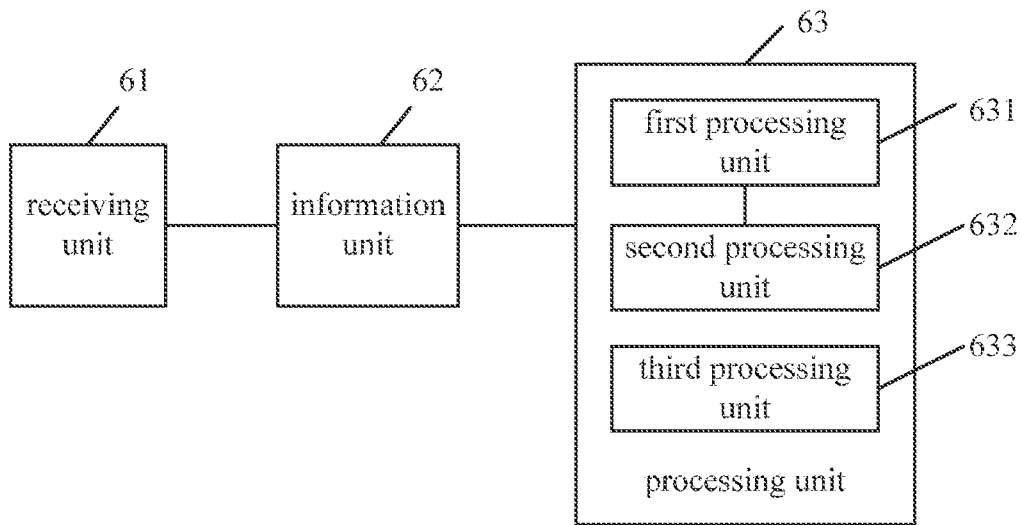 63
61
62
631
first processing
unit
receiving
unit
information
unit
632
second processing
unit
633
third processing
unit
processing unit